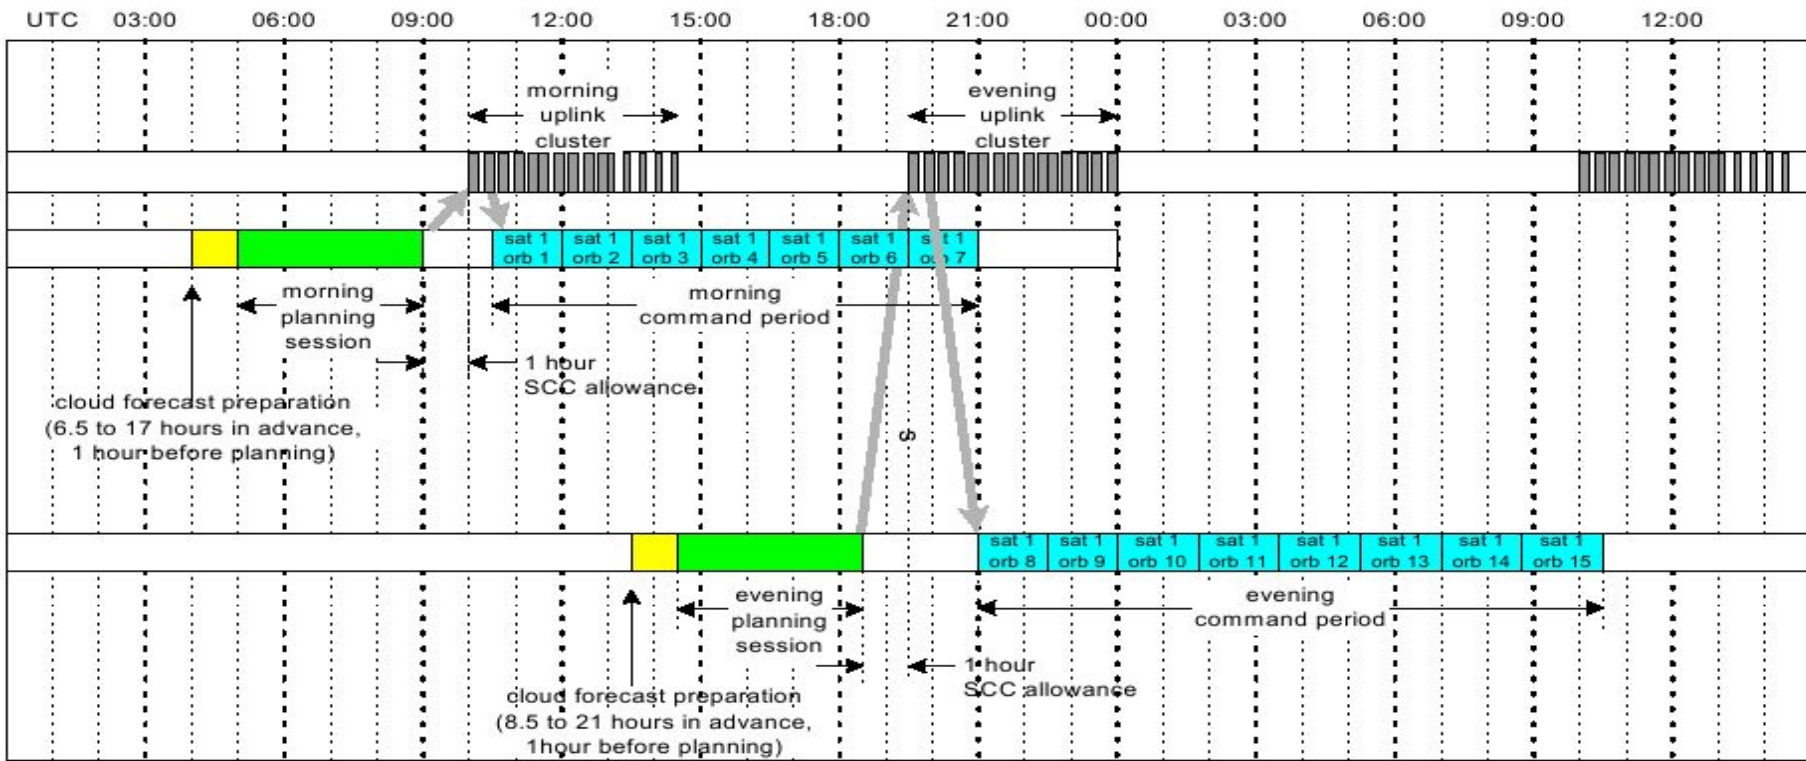 UTC 03:00 06:00 09:00 12:00 15:00 18:00 21:00 00:00 03:00 06:00 09:00 12:00
morning
uplink
cluster
evening
uplink
cluster
sat 1
orb 1
sat 1
orb 2
sat 1
orb 3
sat 1
orb 4
sat 1
orb 5
sat 1
orb 6
sat 1
orb 7
morning
planning
session
morning
command period
1 hour
SCC allowance
cloud forecast preparation
(6.5 to 17 hours in advance,
1 hour before planning)
sat 1
orb 8
sat 1
orb 9
sat 1
orb 10
sat 1
orb 11
sat 1
orb 12
sat 1
orb 13
sat 1
orb 14
sat 1
orb 15
evening
planning
session
evening
command period
1 hour
SCC allowance
cloud forecast preparation
(8.5 to 21 hours in advance,
1hour before planning)